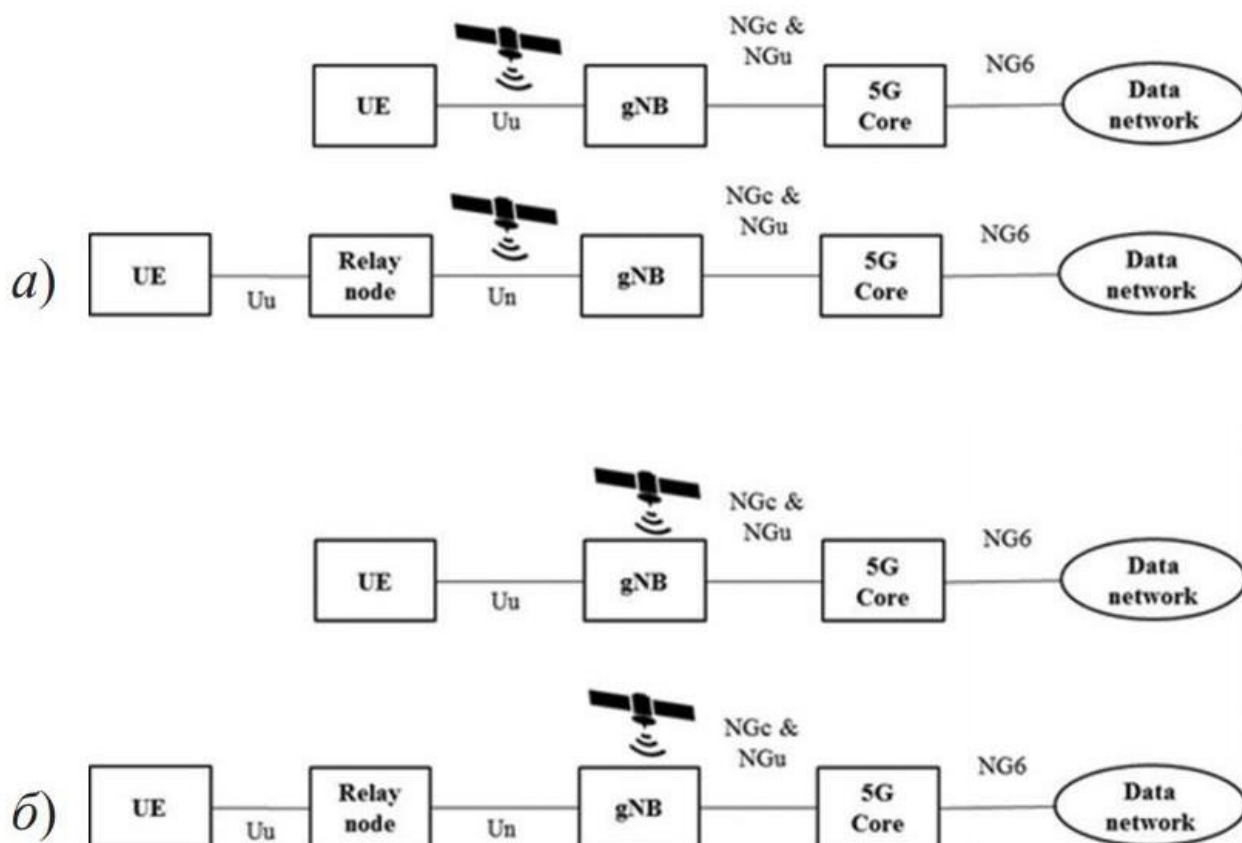 NGc &
NGu
NG6
UE
gNB
5G
Core
Data
network
Uu
NGc &
NGu
NG6
а)
UE
Relay
node
gNB
5G
Core
Data
network
Uu
Un
NGc &
NGu
NG6
UE
gNB
5G
Core
Data
network
Uu
NGc &
NGu
NG6
б)
UE
Relay
node
gNB
5G
Core
Data
network
Uu
Un